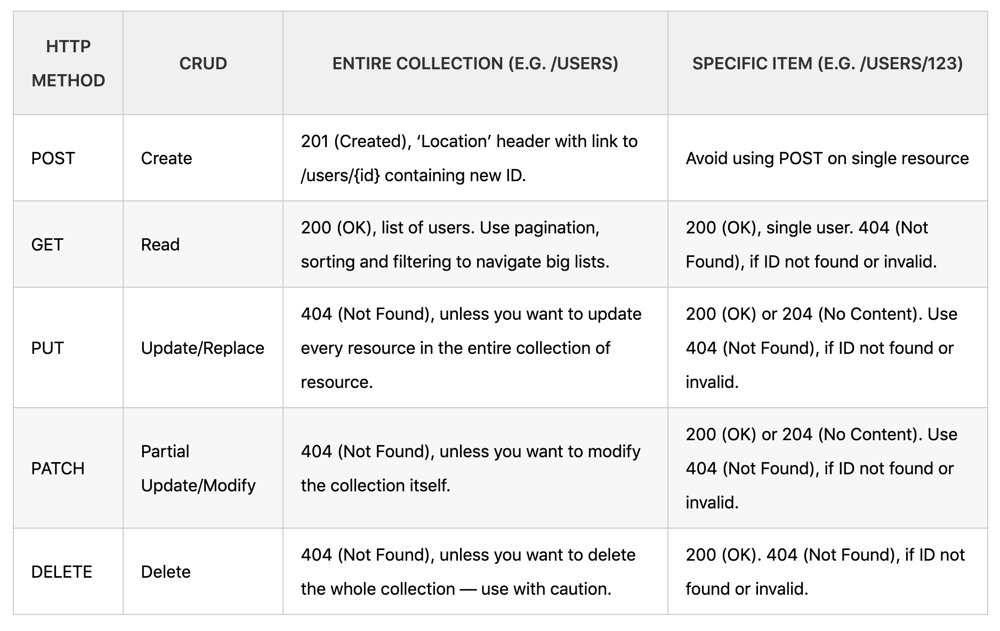 HTTP
METHOD
CRUD
ENTIRE COLLECTION (E.G. /USERS)
SPECIFIC ITEM (E.G. /USERS/123)
POST
Create
201 (Created), ‘Location’ header with link to
/users/{id} containing new ID.
Avoid using POST on single resource
GET
Read
200 (OK), list of users. Use pagination,
sorting and filtering to navigate big lists.
200 (OK), single user. 404 (Not
Found), if ID not found or invalid.
PUT
Update/Replace
404 (Not Found), unless you want to update
every resource in the entire collection of
resource.
200 (OK) or 204 (No Content). Use
404 (Not Found), if ID not found or
invalid.
PATCH
Partial
Update/Modify
404 (Not Found), unless you want to modify
the collection itself.
200 (OK) or 204 (No Content). Use
404 (Not Found), if ID not found or
invalid.
DELETE
Delete
404 (Not Found), unless you want to delete
the whole collection — use with caution.
200 (OK). 404 (Not Found), if ID not
found or invalid.